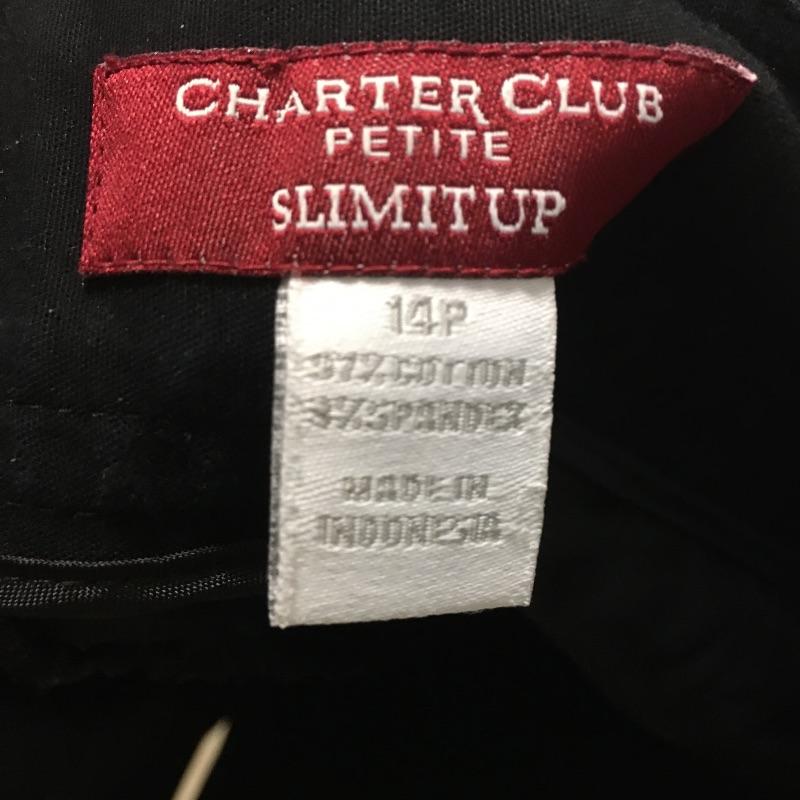 CHARTER CLUB
PETITE
SLIMIT UP
14P
97% COTTON
3% SPANDEX
MADE IN
INDONESIA